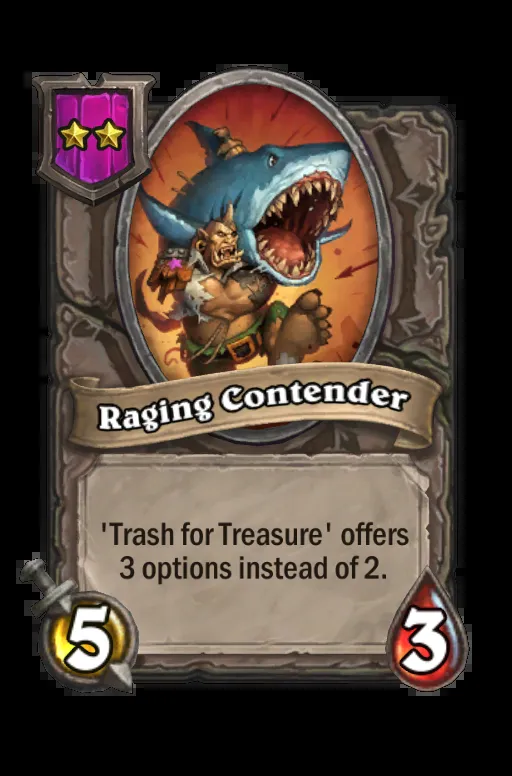 Raging Contender
'Trash for Treasure' offers
3 options instead of 2.
5
3